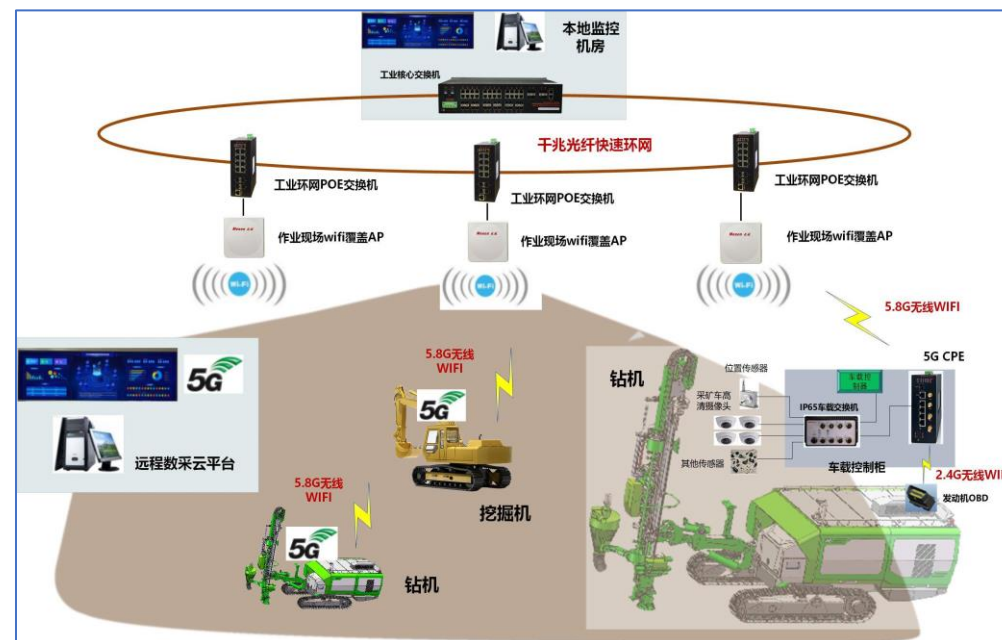 本地监控
机房
工业核心交换机
千兆光纤快速环网
工业环网POE交换机
工业环网POE交换机
工业环网POE交换机
作业现场wifi覆盖AP
作业现场wifi覆盖AP
作业现场wifi覆盖AP
Wi-Fi
Wi-Fi
Wi-Fi
5.8G无线WIFI
5G
远程数采云平台
5.8G无线
WIFI
5G
挖掘机
5.8G无线
WIFI
5G
钻机
钻机
位置传感器
采矿车高
清摄像头
其他传感器
车载控
制器
IP65车载交换机
5G CPE
车载控制柜
2.4G无线WI
发动机OBD